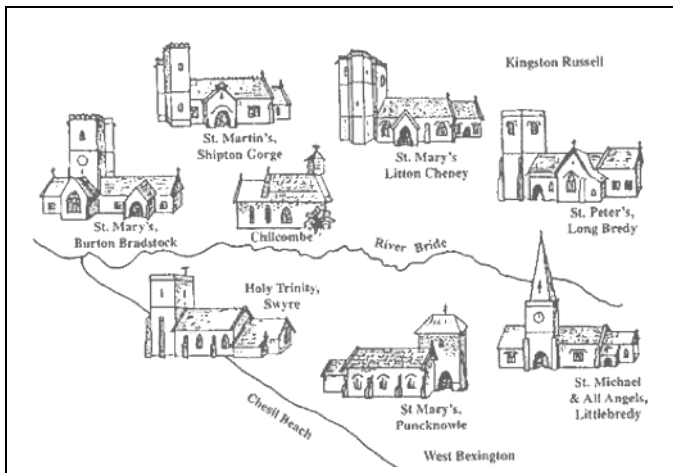 Kingston Russell
St. Martin's,
Shipton Gorge
St. Mary's
Litton Cheney
St. Peter's,
Long Bredy
St. Mary's,
Burton Bradstock
Chilcombe
River Bride
Holy Trinity,
Swyre
Chesil Beach
St Mary's,
Puncknowle
St. Michael
& All Angels,
Littlebredy
West Bexington